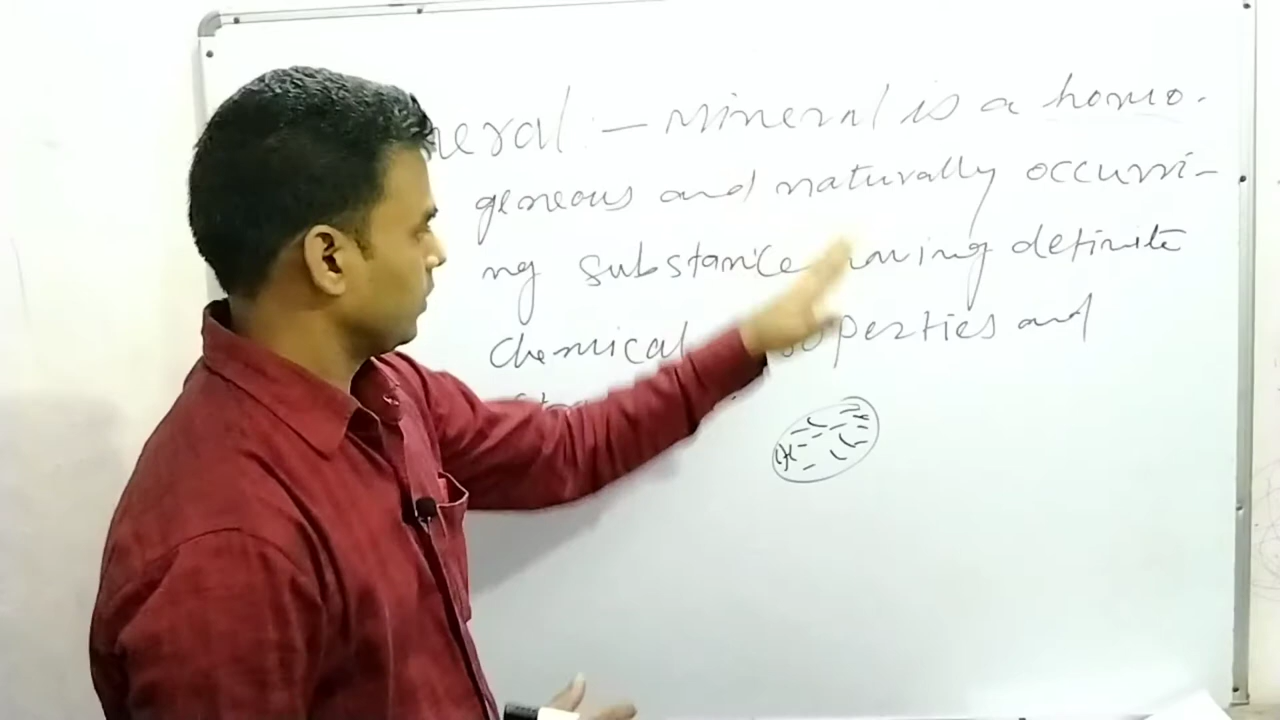 neral :- Mineral is a homo-
geneous and naturally occurri-
ng substance having definite
chemical properties and